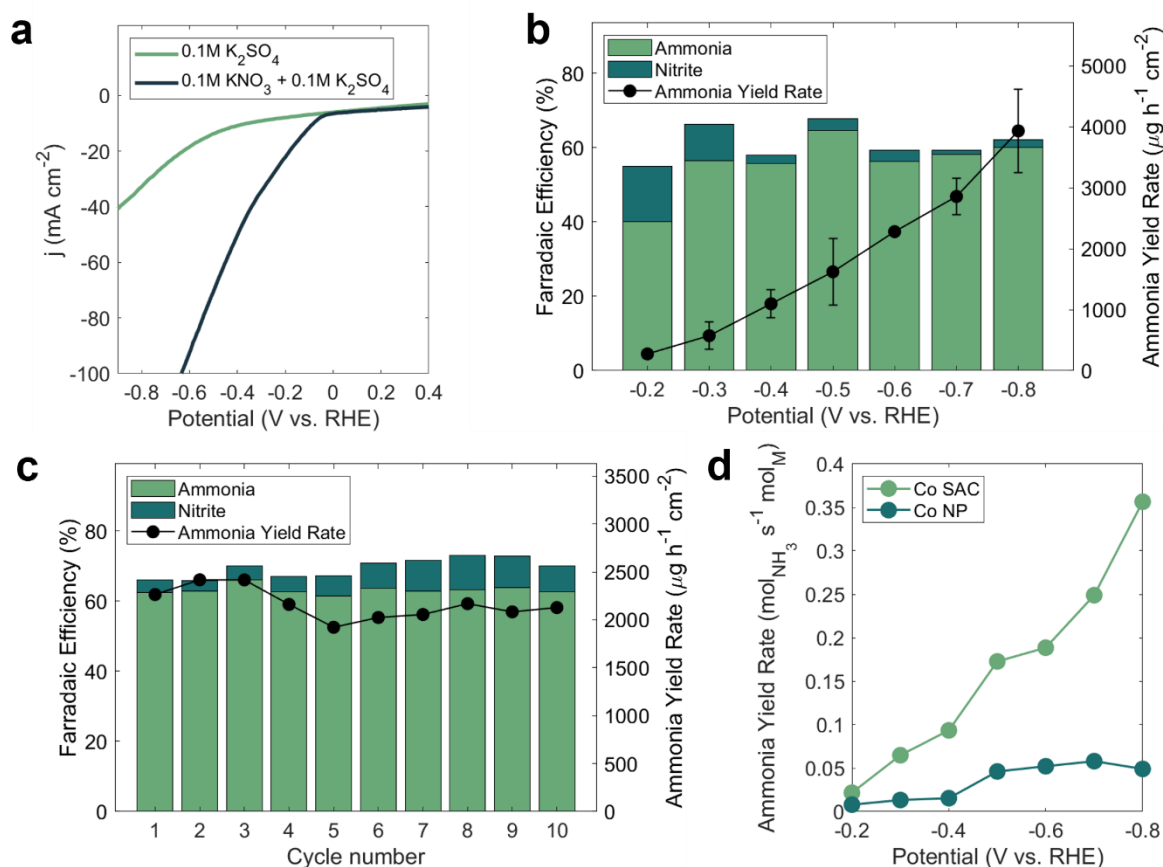 a
0.1M K₂SO₄
0.1M KNO₃ + 0.1M K₂SO₄
j (mA cm⁻²)
0
-20
-40
-60
-80
-100
-0.8 -0.6 -0.4 -0.2 0 0.2 0.4
Potential (V vs. RHE)
b
Ammonia
Nitrite
Ammonia Yield Rate
Farradaic Efficiency (%)
80
60
40
20
0
5000
4000
3000
2000
1000
0
Ammonia Yield Rate (μg h⁻¹ cm⁻²)
-0.2 -0.3 -0.4 -0.5 -0.6 -0.7 -0.8
Potential (V vs. RHE)
c
Ammonia
Nitrite
Ammonia Yield Rate
Farradaic Efficiency (%)
80
60
40
20
0
3500
3000
2500
2000
1500
1000
500
0
Ammonia Yield Rate (μg h⁻¹ cm⁻²)
1 2 3 4 5 6 7 8 9 10
Cycle number
d
Co SAC
Co NP
Ammonia Yield Rate (mol_NH₃ s⁻¹ mol_M)
0.4
0.35
0.3
0.25
0.2
0.15
0.1
0.05
0
-0.2 -0.4 -0.6 -0.8
Potential (V vs. RHE)